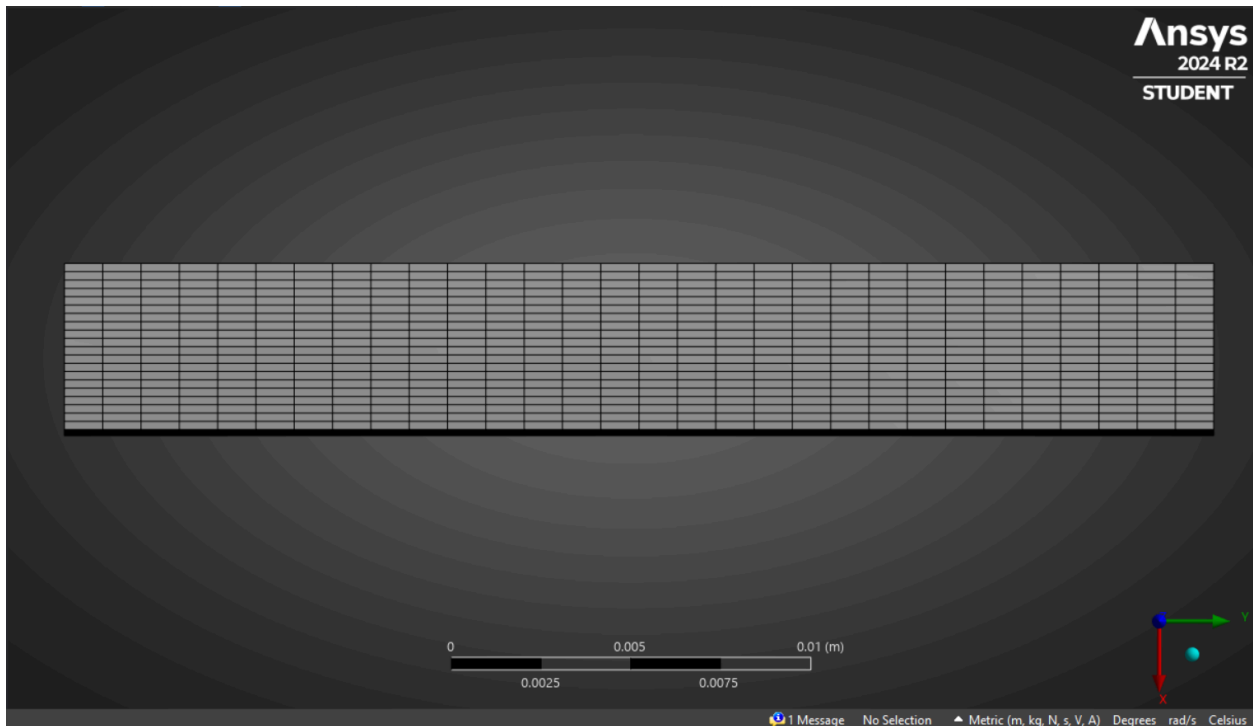 Ansys
2024 R2
STUDENT
0 0.005 0.01 (m)
0.0025 0.0075
Y
X
1 Message No Selection Metric (m, kg, N, s, V, A) Degrees rad/s Celsius